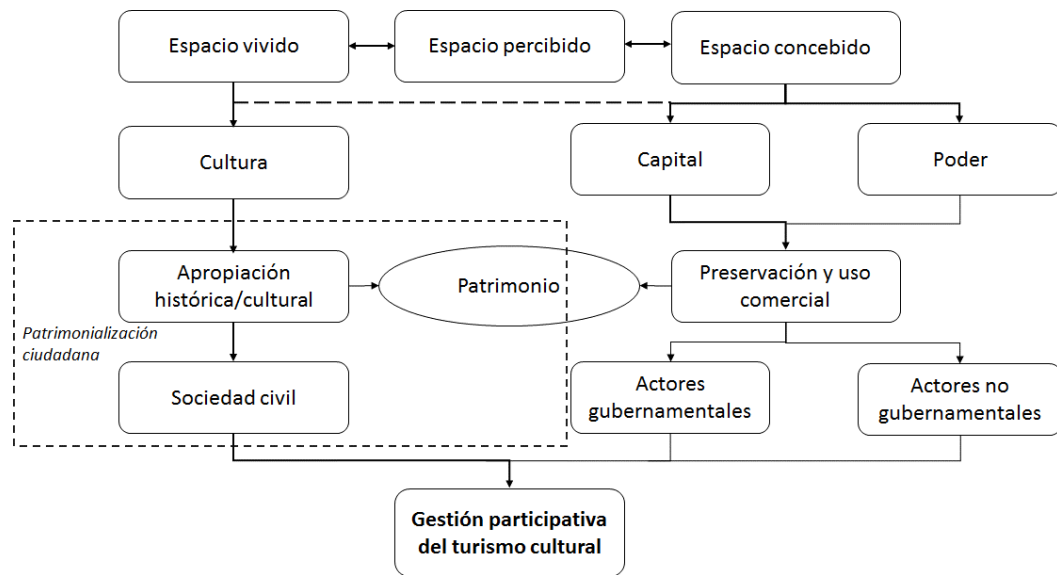 Espacio vivido
Espacio percibido
Espacio concebido
Cultura
Capital
Poder
Apropiación
histórica/cultural
Patrimonio
Preservación y uso
comercial
Patrimonialización
ciudadana
Sociedad civil
Actores
gubernamentales
Actores no
gubernamentales
Gestión participativa
del turismo cultural